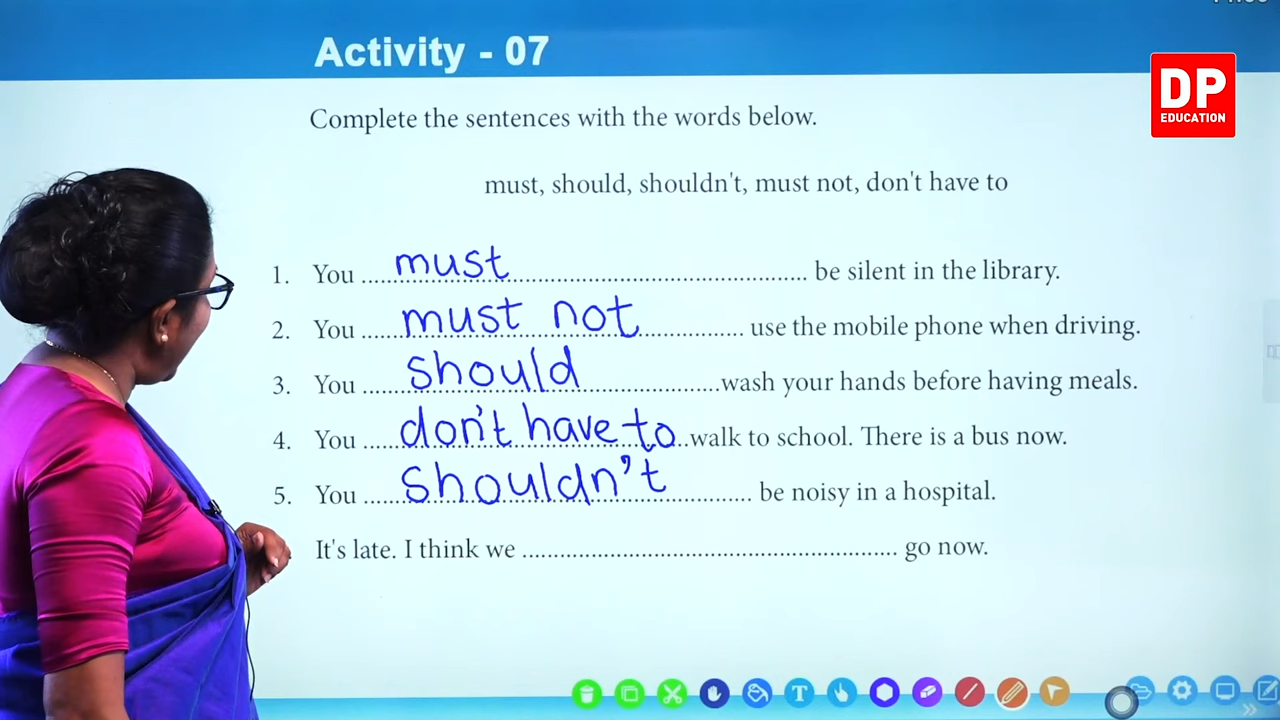 Activity - 07
DP
EDUCATION
Complete the sentences with the words below.
must, should, shouldn't, must not, don't have to
1. You ....must.... be silent in the library.
2. You ....must not.... use the mobile phone when driving.
3. You ....should.... wash your hands before having meals.
4. You ....don't have to.... walk to school. There is a bus now.
5. You ....shouldn't.... be noisy in a hospital.
It's late. I think we .................... go now.